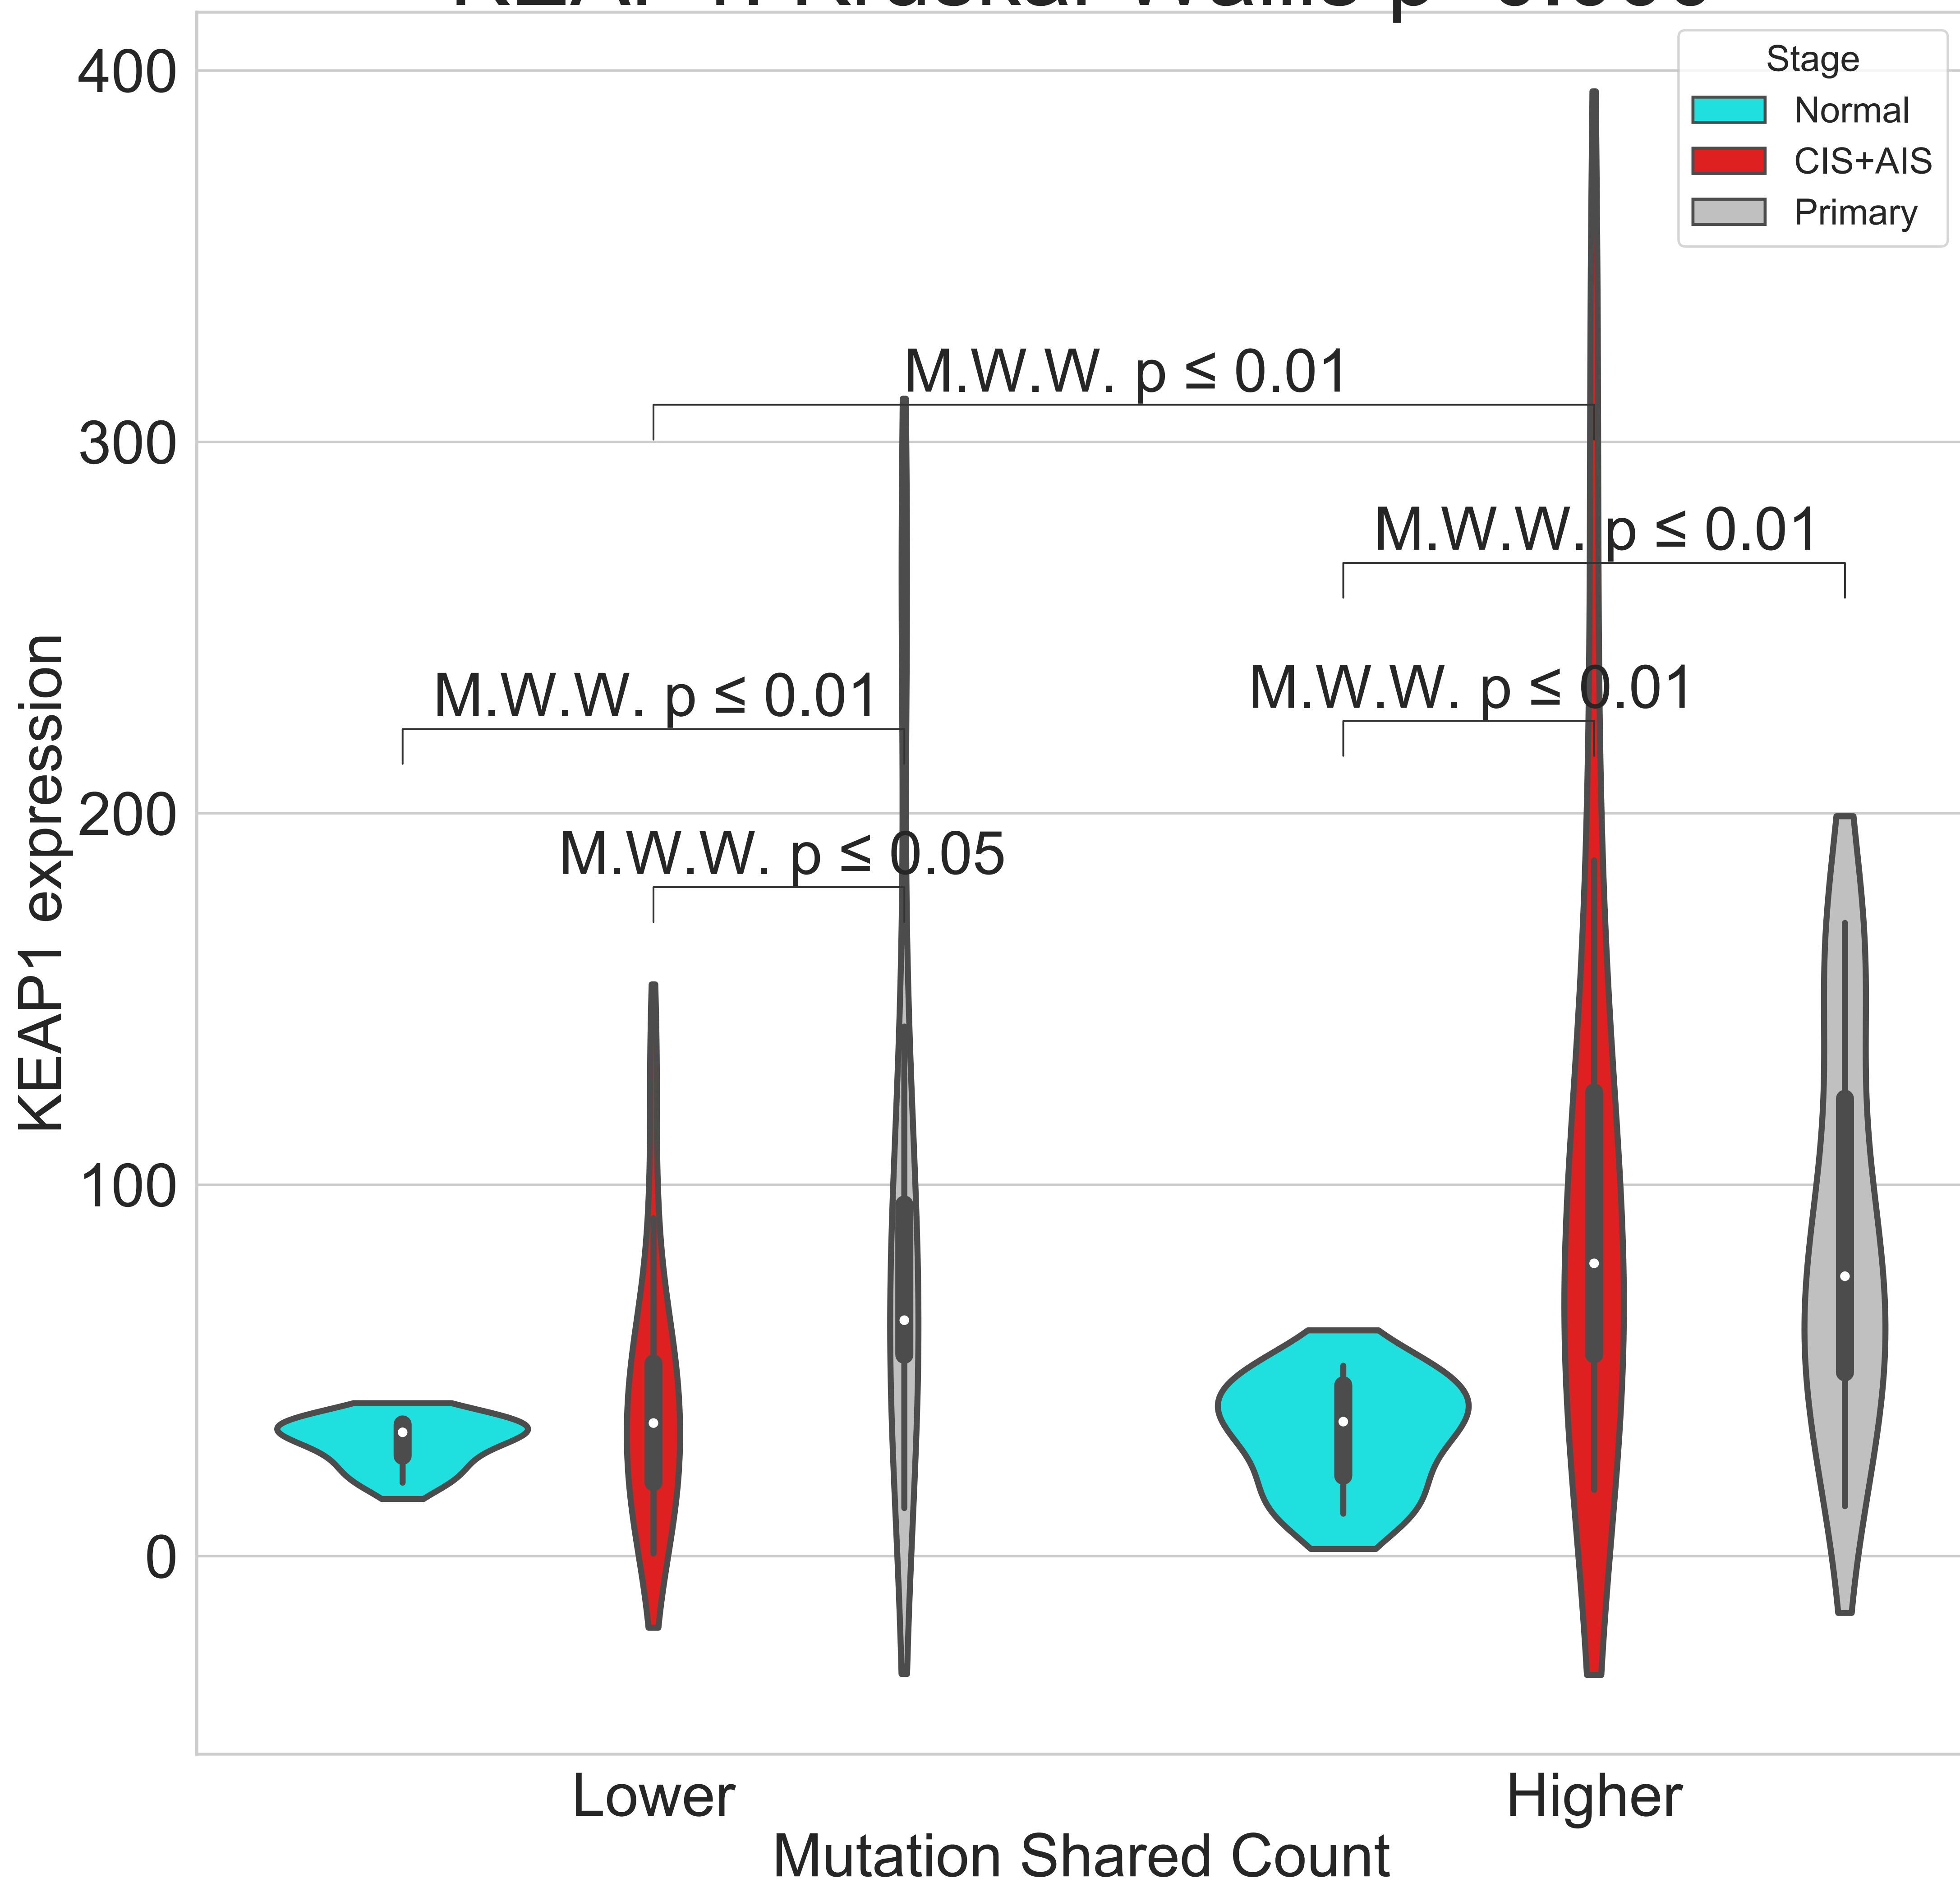 400
300
200
100
0
KEAP1 expression
Stage
Normal
CIS+AIS
Primary
M.W.W. p ≤ 0.01
M.W.W. p ≤ 0.01
M.W.W. p ≤ 0.01
M.W.W. p ≤ 0.01
M.W.W. p ≤ 0.05
Lower
Higher
Mutation Shared Count